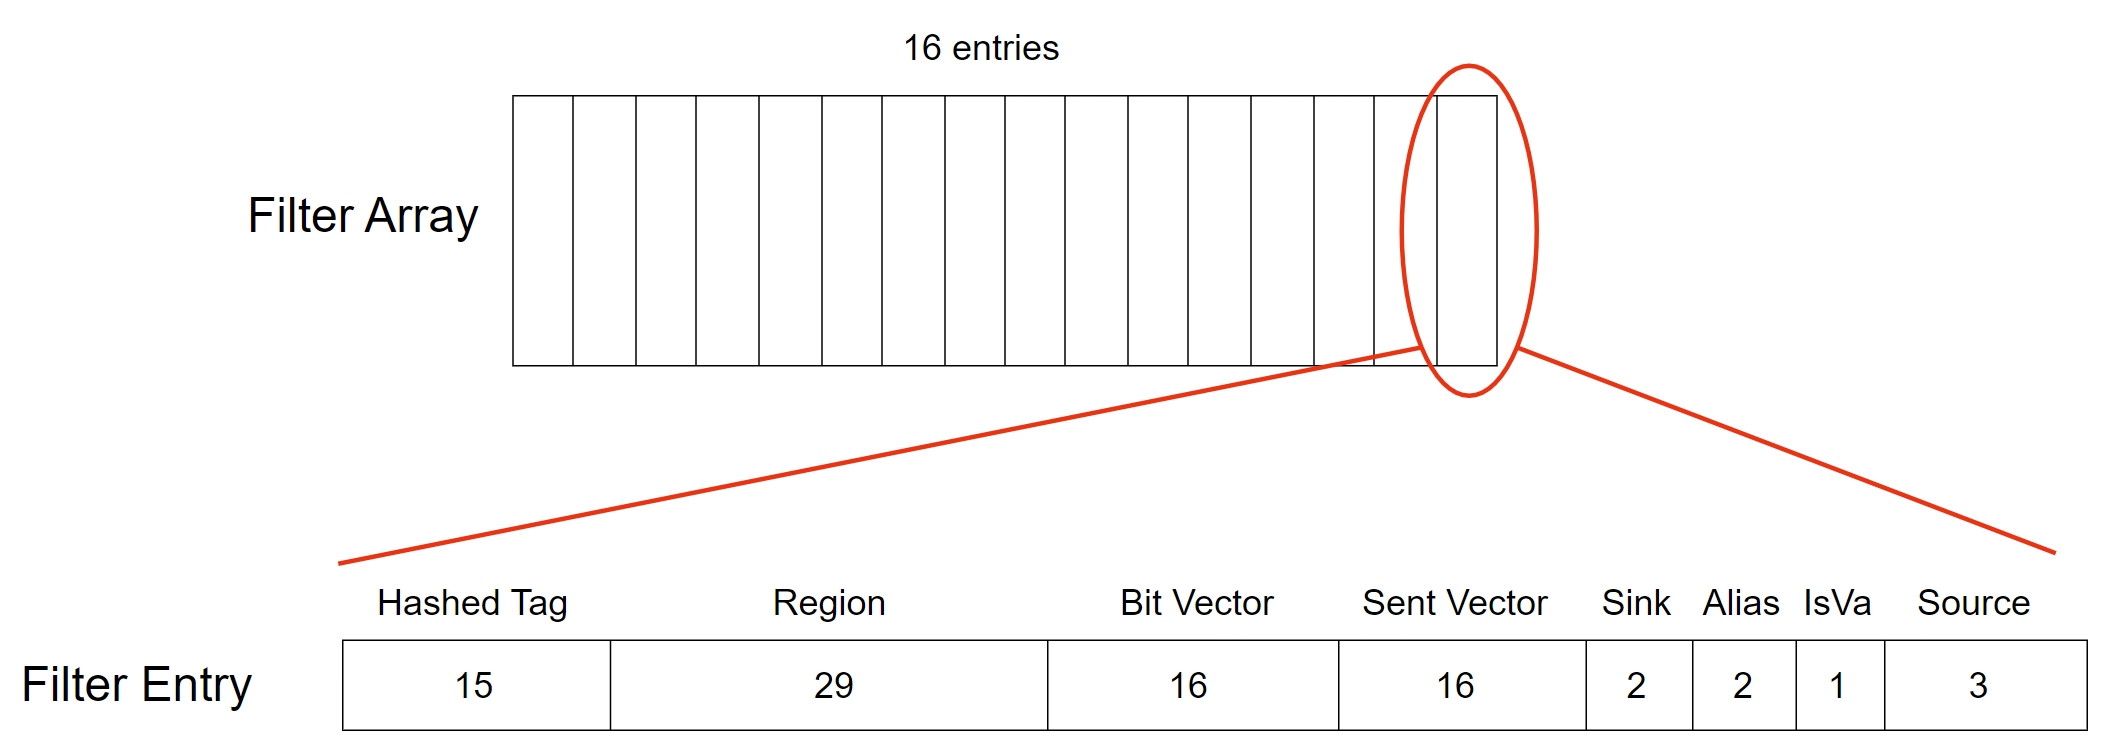 16 entries
Filter Array
Hashed Tag Region Bit Vector Sent Vector Sink Alias IsVa Source
Filter Entry 15 29 16 16 2 2 1 3